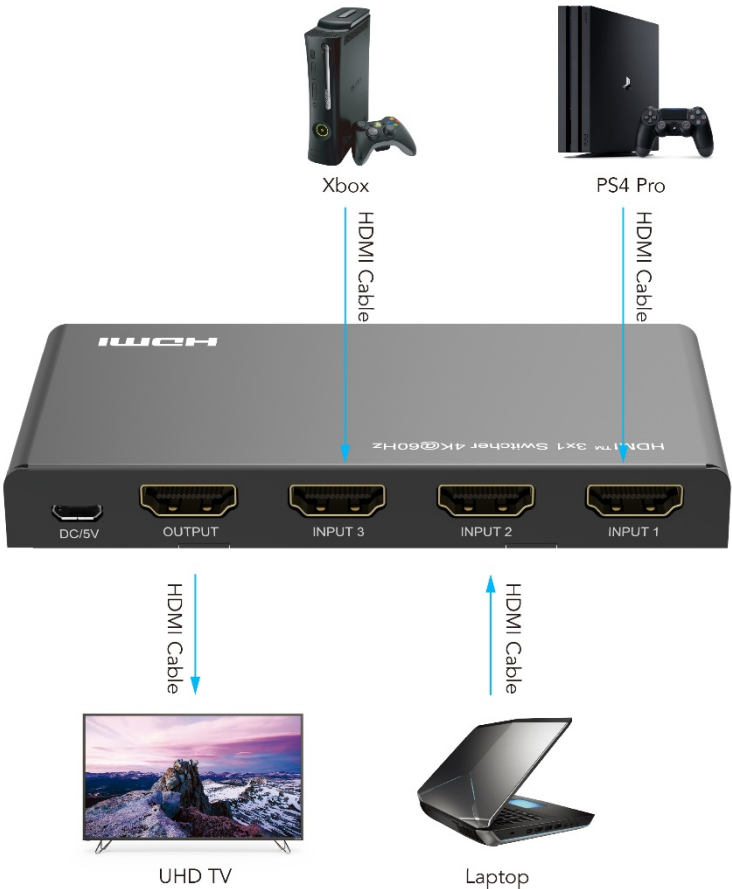 Xbox
PS4 Pro
HDMI Cable
HDMI Cable
HDMI
HDMI™ 3x1 Switcher 4K@60Hz
DC/5V
OUTPUT
INPUT 3
INPUT 2
INPUT 1
HDMI Cable
HDMI Cable
UHD TV
Laptop